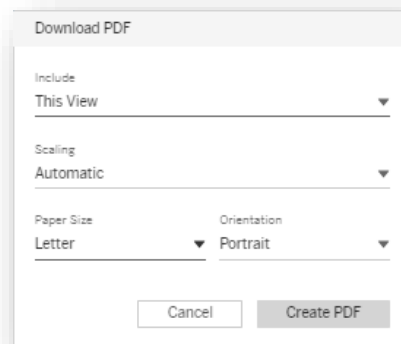 Download PDF
Include
This View
Scaling
Automatic
Paper Size Orientation
Letter Portrait
Cancel Create PDF